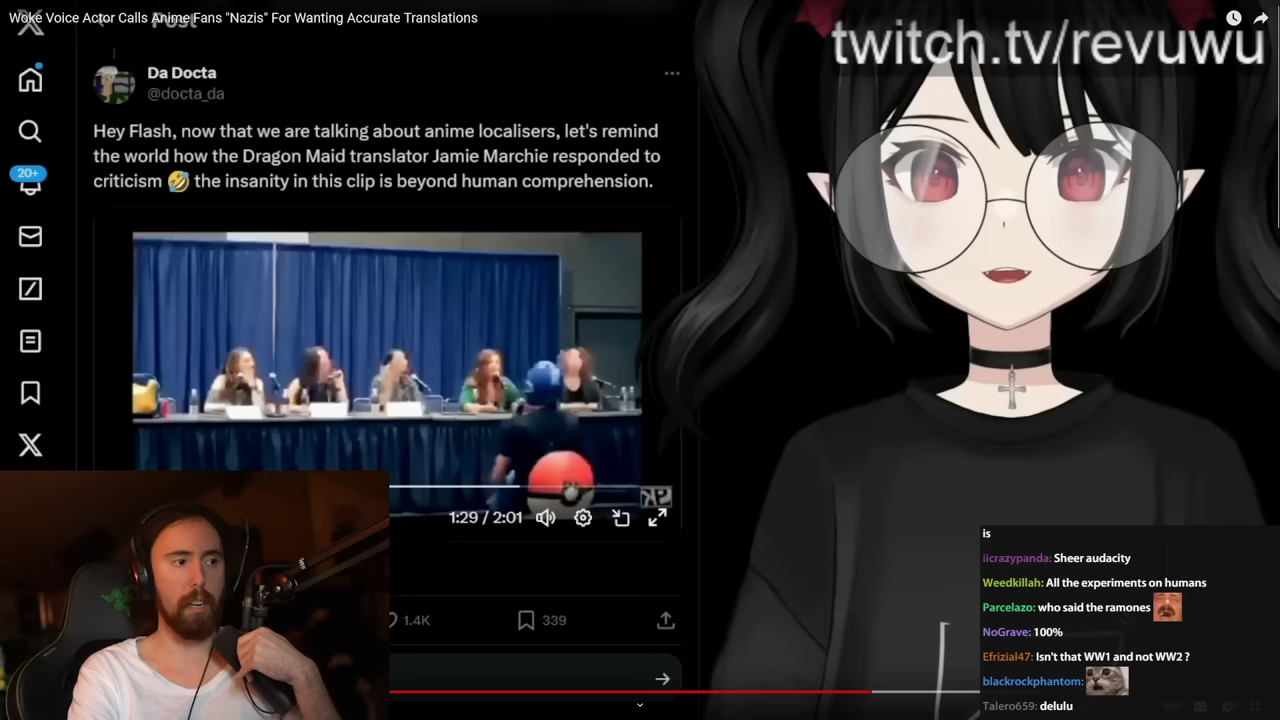 Woke Voice Actor Calls Anime Fans "Nazis" For Wanting Accurate Translations
Post
twitch.tv/revuwu
Da Docta
@docta_da
Hey Flash, now that we are talking about anime localisers, let's remind
the world how the Dragon Maid translator Jamie Marchie responded to
criticism 🤣 the insanity in this clip is beyond human comprehension.
20+
1:29 / 2:01
1.4K
339
is
iicrazypanda: Sheer audacity
Weedkillah: All the experiments on humans
Parcelazo: who said the ramones
NoGrave: 100%
Efrizial47: Isn't that WW1 and not WW2 ?
blackrockphantom:
Talero659: delulu